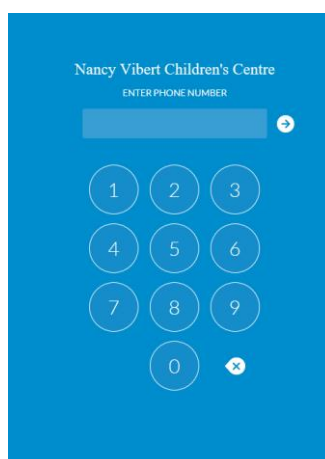 Nancy Vibert Children's Centre
ENTER PHONE NUMBER
1 2 3
4 5 6
7 8 9
0